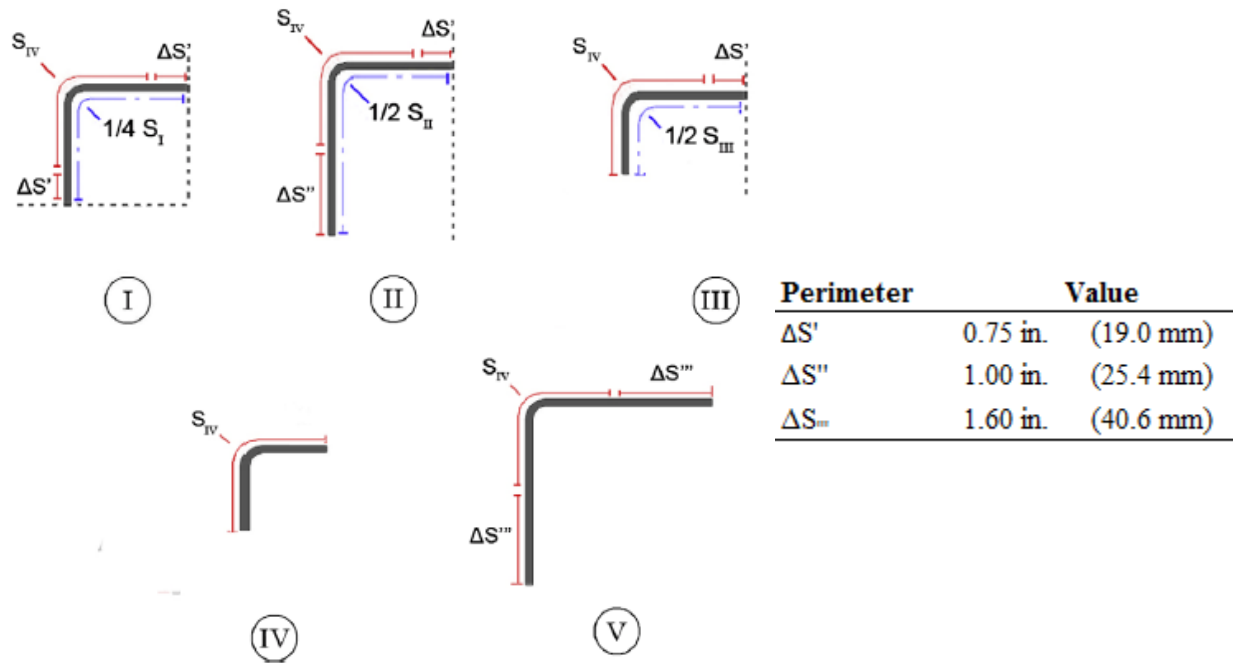 S_IV ΔS'
1/4 S_I
ΔS'
I
S_IV ΔS'
1/2 S_II
ΔS"
II
S_IV ΔS'
1/2 S_III
III
S_IV
IV
S_IV ΔS'''
ΔS'''
V
Perimeter Value
ΔS' 0.75 in. (19.0 mm)
ΔS" 1.00 in. (25.4 mm)
ΔS''' 1.60 in. (40.6 mm)